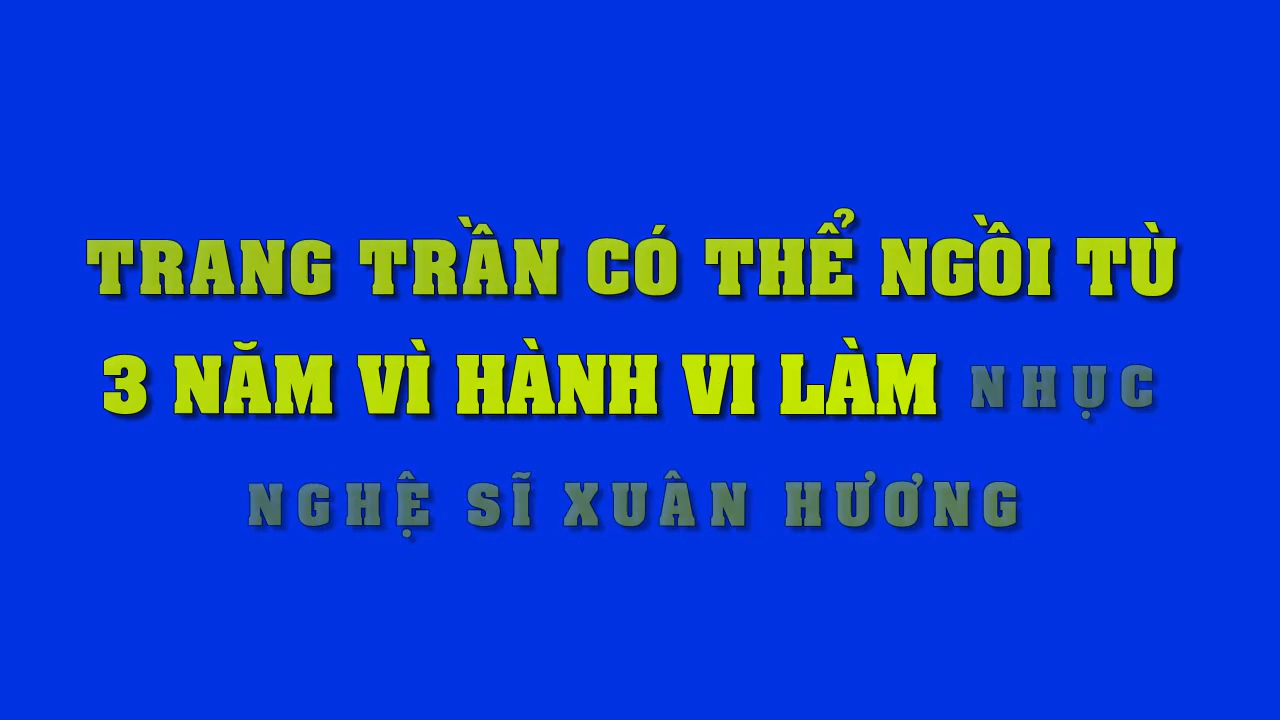 TRANG TRẦN CÓ THỂ NGỒI TÙ
3 NĂM VÌ HÀNH VI LÀM NHỤC
NGHỆ SĨ XUÂN HƯƠNG